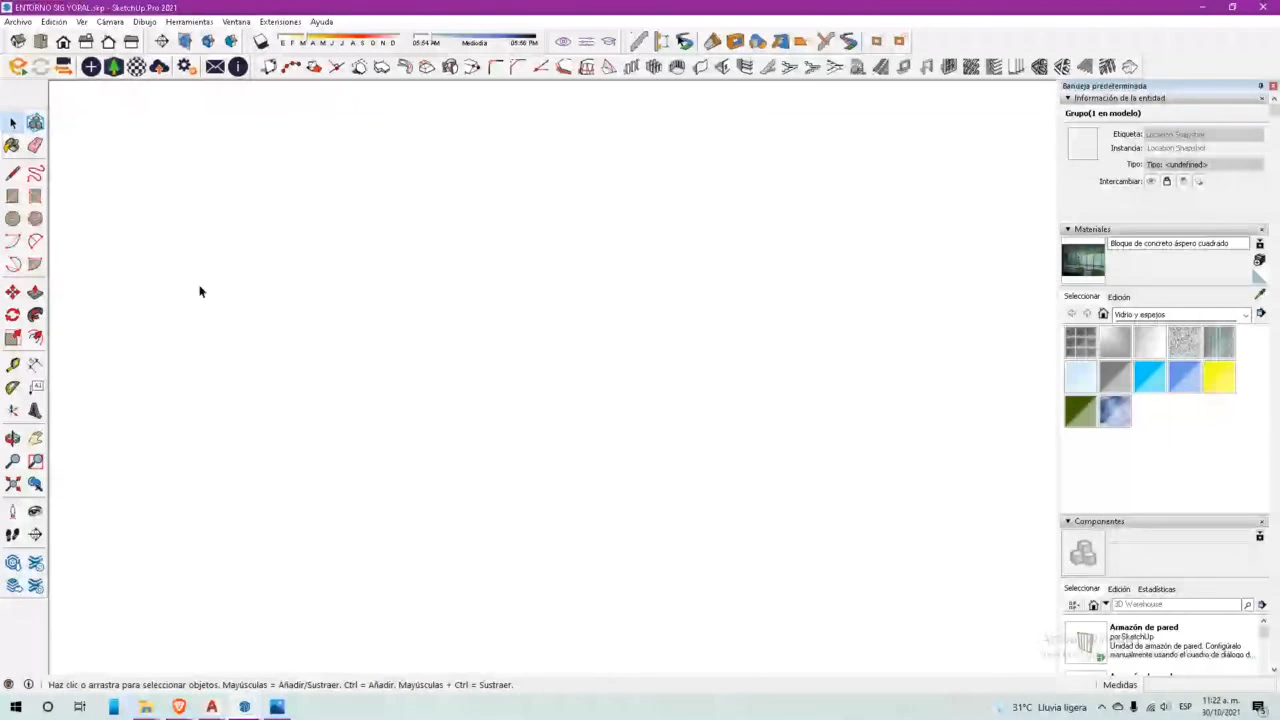 ENTORNO SIG YOPAL.skp - SketchUp Pro 2021
Archivo Edición Ver Cámara Dibujo Herramientas Ventana Extensiones Ayuda
E F M A M J J A S O N D 05:54 AM Mediodía 05:56 PM
Bandeja predeterminada
Información de la entidad
Grupo(1 en modelo)
Etiqueta: Location Snapshot
Instancia: Location Snapshot
Tipo: Tipo: <undefined>
Intercambiar:
Materiales
Bloque de concreto áspero cuadrado
Seleccionar Edición
Vidrio y espejos
Componentes
Seleccionar Edición Estadísticas
3D Warehouse
Armazón de pared
por SketchUp
Unidad de armazón de pared. Configúralo
manualmente usando el cuadro de diálogo d...
Haz clic o arrastra para seleccionar objetos. Mayúsculas = Añadir/Sustraer. Ctrl = Añadir. Mayúsculas + Ctrl = Sustraer.
Medidas
31°C Lluvia ligera
ESP
11:22 a. m.
30/10/2021